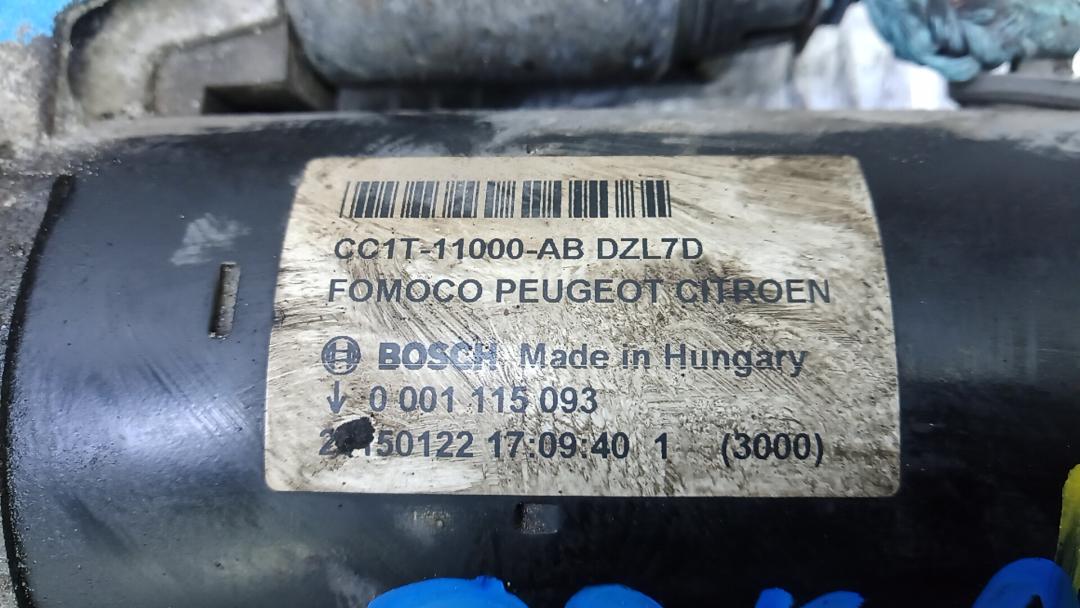 CC1T-11000-AB DZL7D
FOMOCO PEUGEOT CITROEN
BOSCH Made in Hungary
↓ 0 001 115 093
17:09:40 1 (3000)